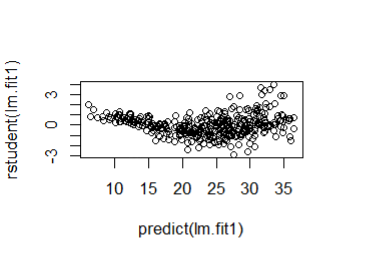 rstudent(lm.fit1)
3
0
-3
10 15 20 25 30 35
predict(lm.fit1)